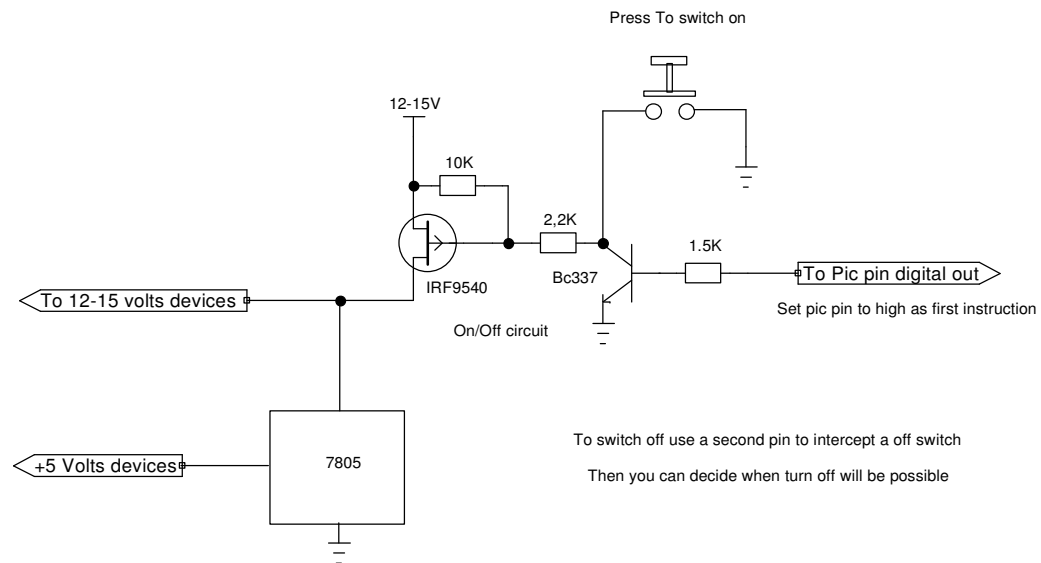 Press To switch on
12-15V
10K
2,2K
1.5K
Bc337
To Pic pin digital out
IRF9540
To 12-15 volts devices
Set pic pin to high as first instruction
On/Off circuit
To switch off use a second pin to intercept a off switch
+5 Volts devices
7805
Then you can decide when turn off will be possible